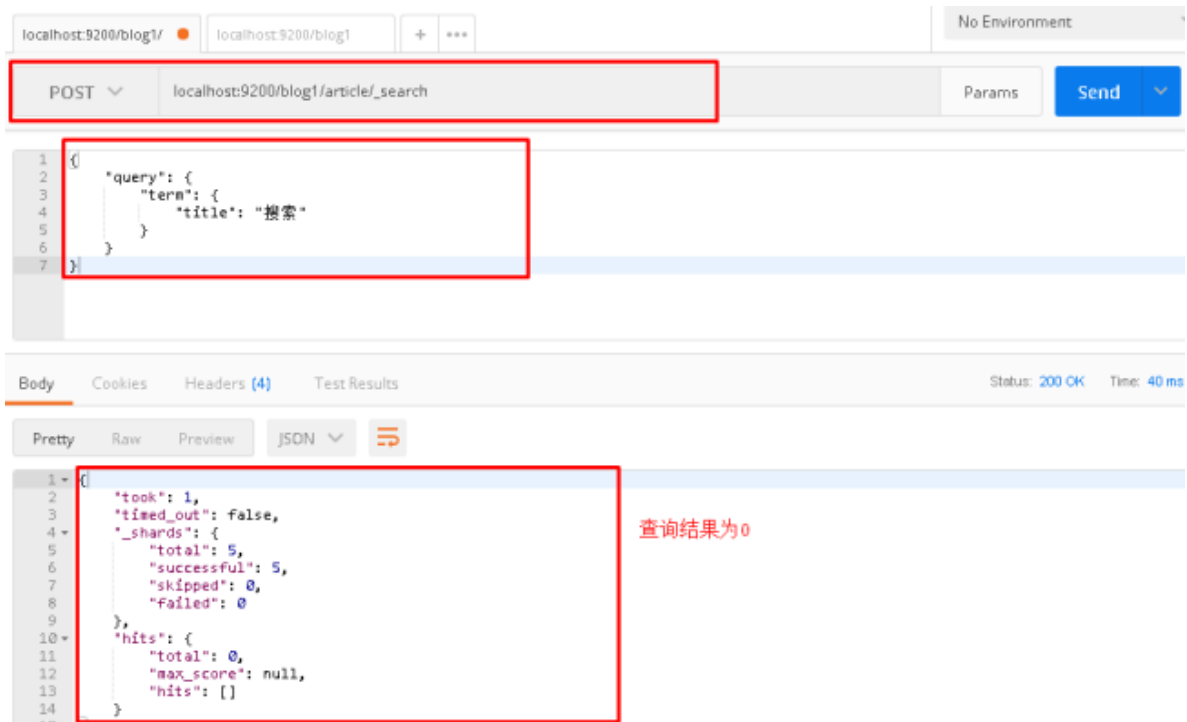 localhost:9200/blog1/
localhost:9200/blog1
+
•••
No Environment
POST
localhost:9200/blog1/article/_search
Params
Send
1 {
2 "query": {
3 "term": {
4 "title": "搜索"
5 }
6 }
7 }
Body Cookies Headers (4) Test Results
Status: 200 OK Time: 40 ms
Pretty Raw Preview JSON
1 {
2 "took": 1,
3 "timed_out": false,
4 "_shards": {
5 "total": 5,
6 "successful": 5,
7 "skipped": 0,
8 "failed": 0
9 },
10 "hits": {
11 "total": 0,
12 "max_score": null,
13 "hits": []
14 }
查询结果为0